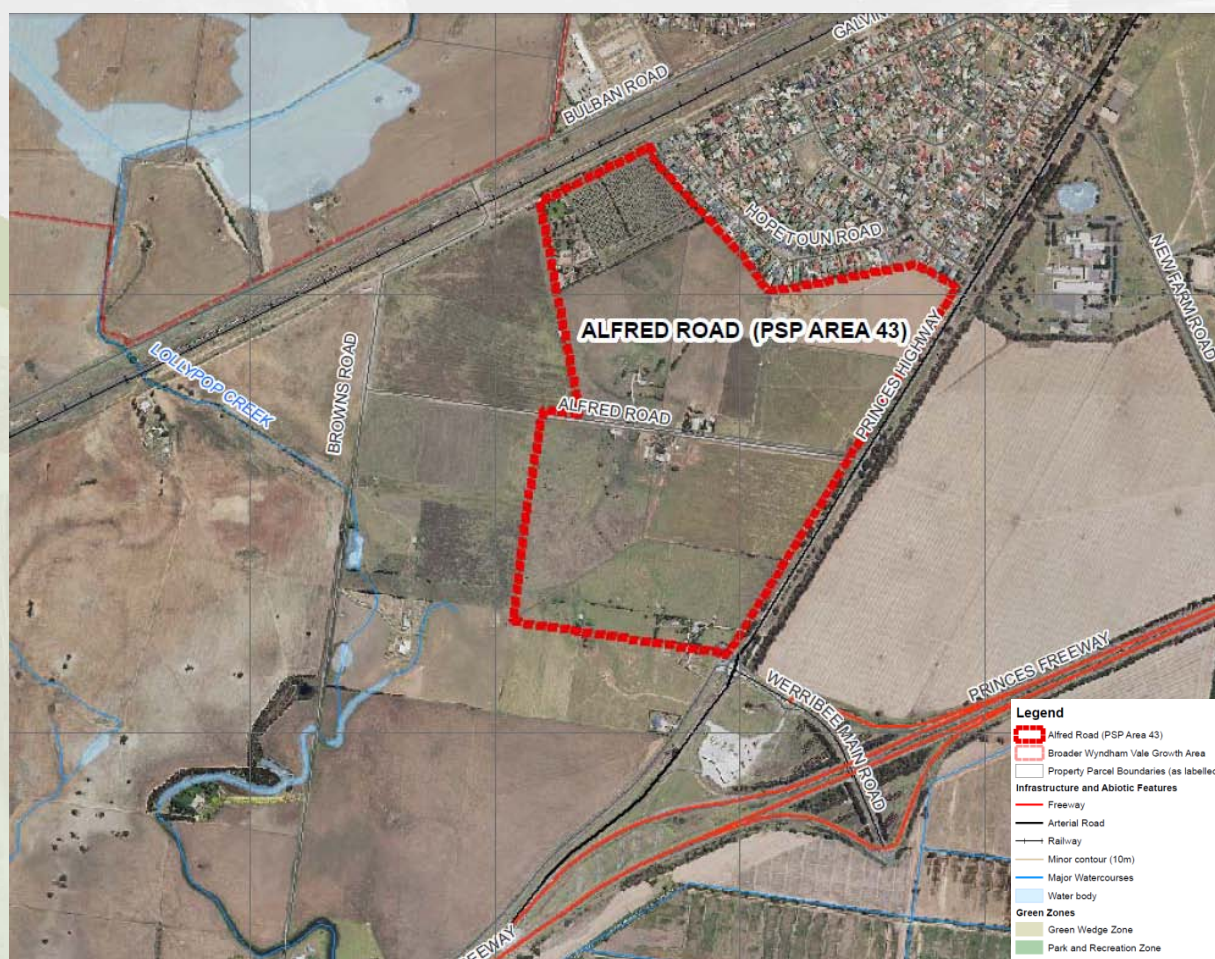 GALVIN
BULBAN ROAD
HOPETOUN ROAD
NEW FARM ROAD
ALFRED ROAD (PSP AREA 43)
PRINCES HIGHWAY
LOLLYPOP CREEK
BROWNS ROAD
ALFRED ROAD
PRINCES FREEWAY
WERRIBEE MAIN ROAD
FREEWAY
Legend
Alfred Road (PSP Area 43)
Broader Wyndham Vale Growth Area
Property Parcel Boundaries (as labelled
Infrastructure and Abiotic Features
Freeway
Arterial Road
Railway
Minor contour (10m)
Major Watercourses
Water body
Green Zones
Green Wedge Zone
Park and Recreation Zone